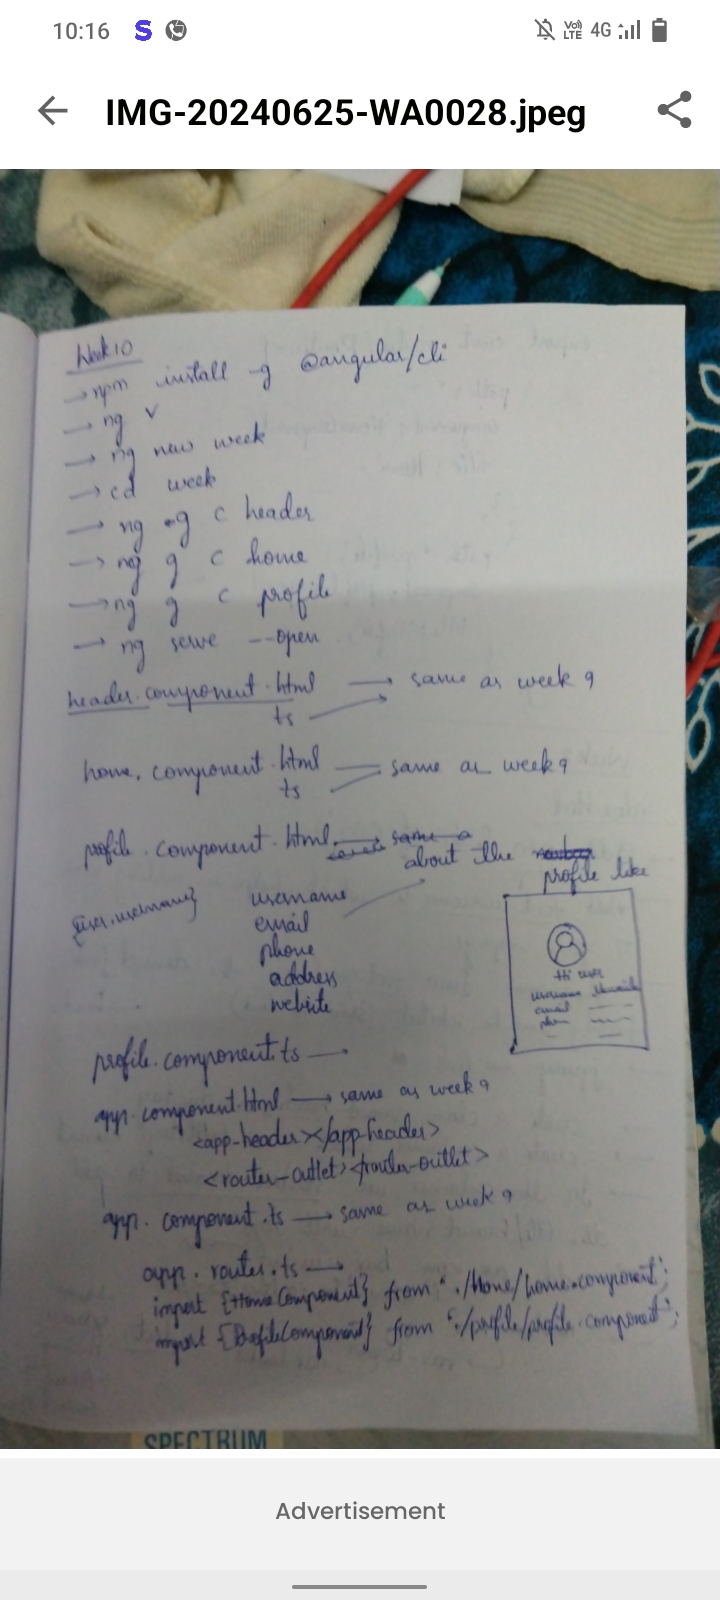 10:16
Vo)) LTE 4G
IMG-20240625-WA0028.jpeg
Week 10
→ npm install -g @angular/cli
→ ng v
→ ng new week
→ cd week
→ ng g c header
→ ng g c home
→ ng g c profile
→ ng serve --open
header.component.html → same as week 9
ts
home.component.html same as week 9
ts
profile.component.html → same a
about the
profile like
{user.username} username
email
phone
address
website
Hi user
username
email
phn
profile.component.ts →
app.component.html → same as week 9
<app-header></app-header>
<router-outlet><router-outlet>
app.component.ts → same as week 9
app.router.ts →
import {HomeComponent} from './home/home.component';
import {ProfileComponent} from './profile/profile.component';
SPECTRUM
Advertisement